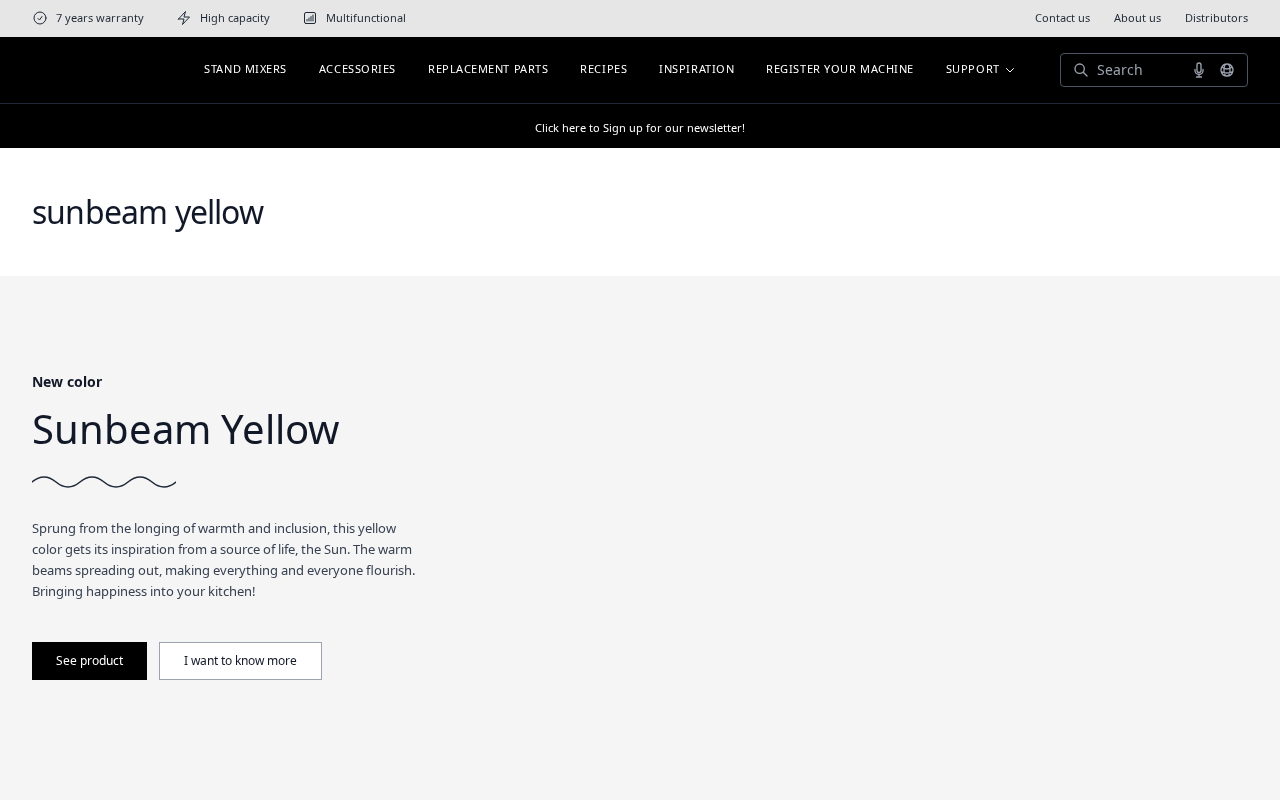 7 years warranty
High capacity
Multifunctional
Contact us
About us
Distributors
STAND MIXERS
ACCESSORIES
REPLACEMENT PARTS
RECIPES
INSPIRATION
REGISTER YOUR MACHINE
SUPPORT
Search
Click here to Sign up for our newsletter!
sunbeam yellow
New color
Sunbeam Yellow
Sprung from the longing of warmth and inclusion, this yellow
color gets its inspiration from a source of life, the Sun. The warm
beams spreading out, making everything and everyone flourish.
Bringing happiness into your kitchen!
See product
I want to know more